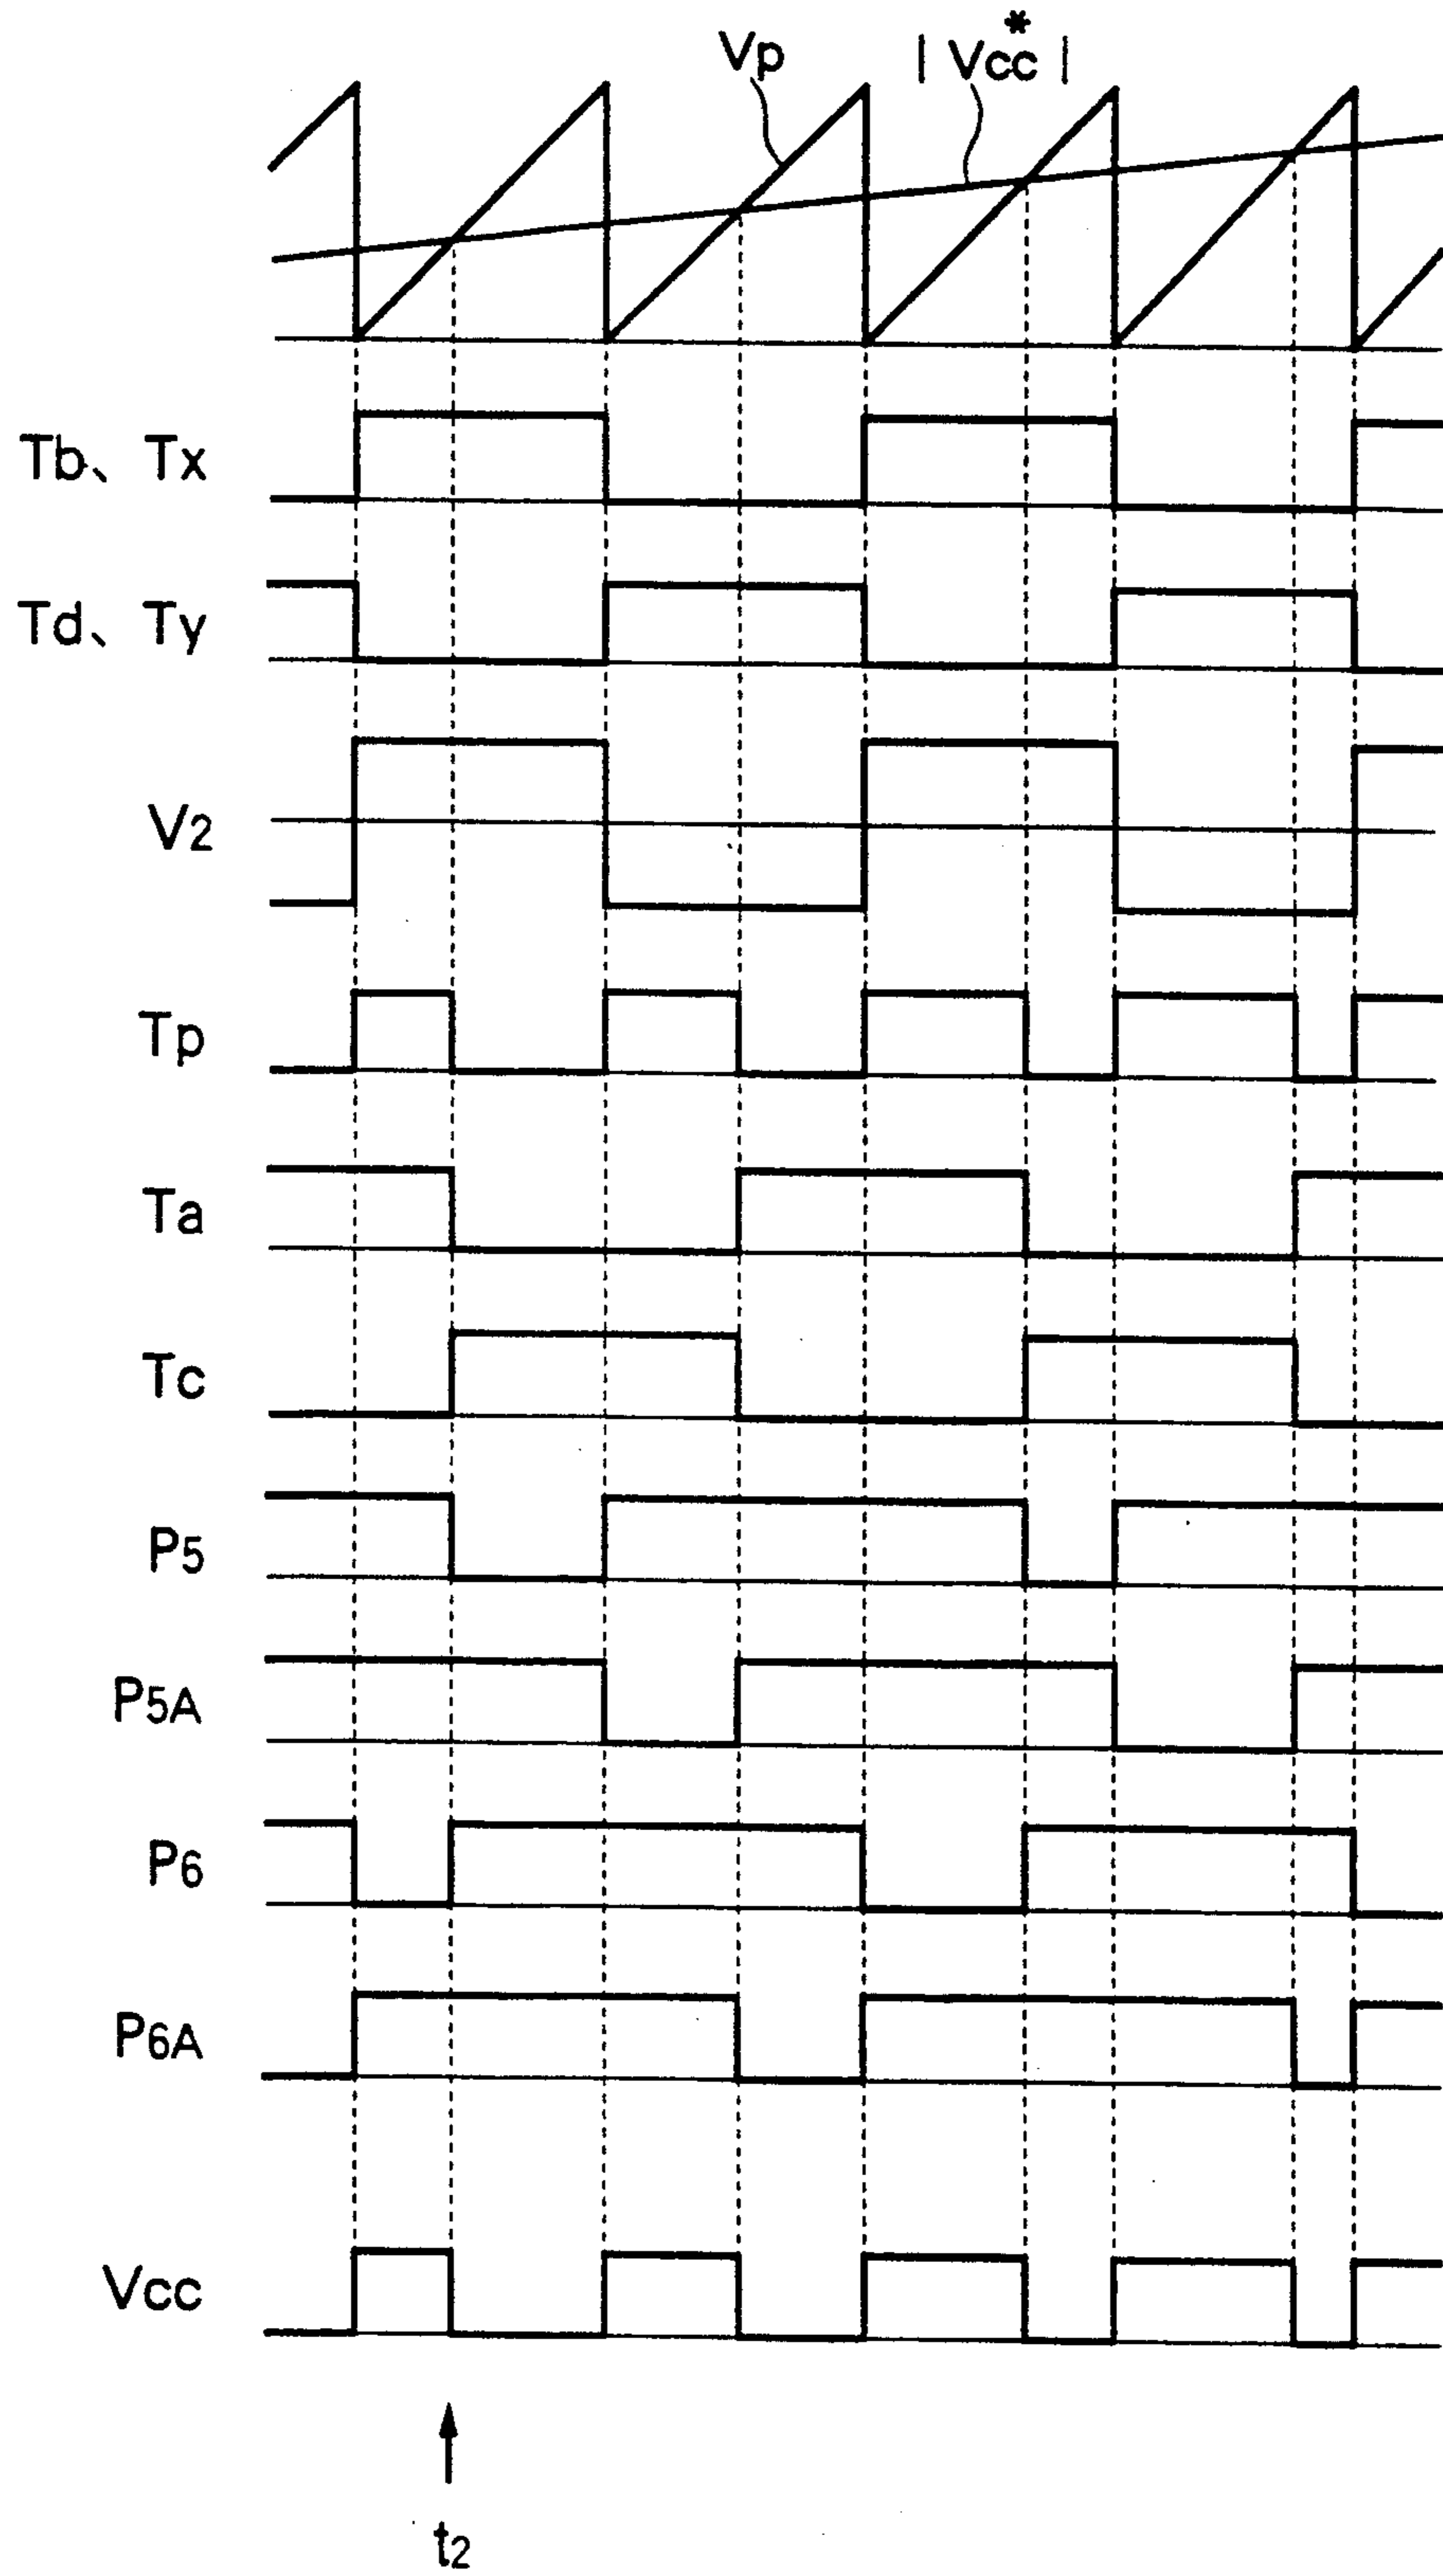 Vp
| Vcc* |
Tb、Tx
Td、Ty
V2
Tp
Ta
Tc
P5
P5A
P6
P6A
Vcc
t2